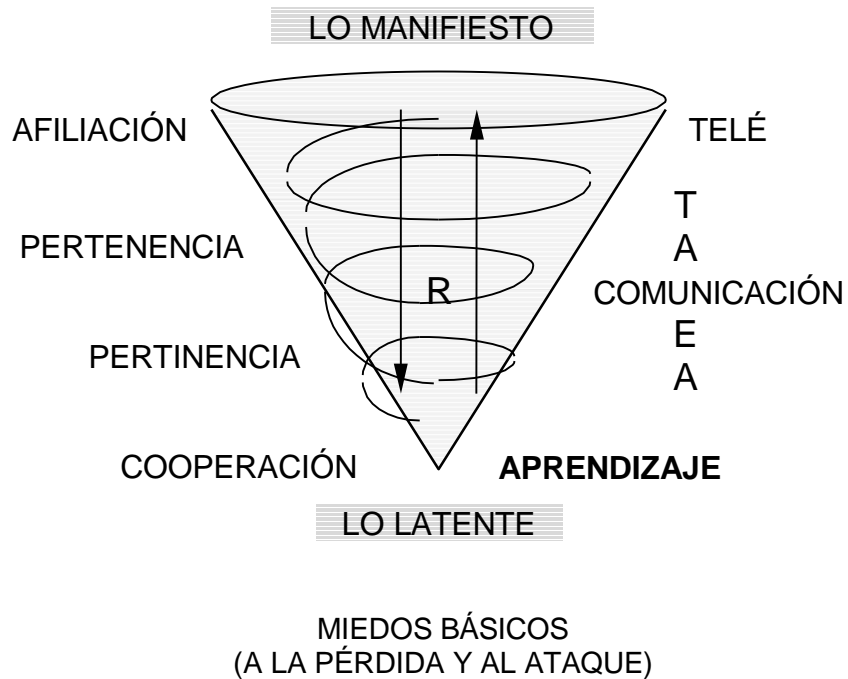 LO MANIFIESTO
AFILIACIÓN
TELÉ
T
PERTENENCIA
A
R
COMUNICACIÓN
E
PERTINENCIA
A
COOPERACIÓN
APRENDIZAJE
LO LATENTE
MIEDOS BÁSICOS
(A LA PÉRDIDA Y AL ATAQUE)